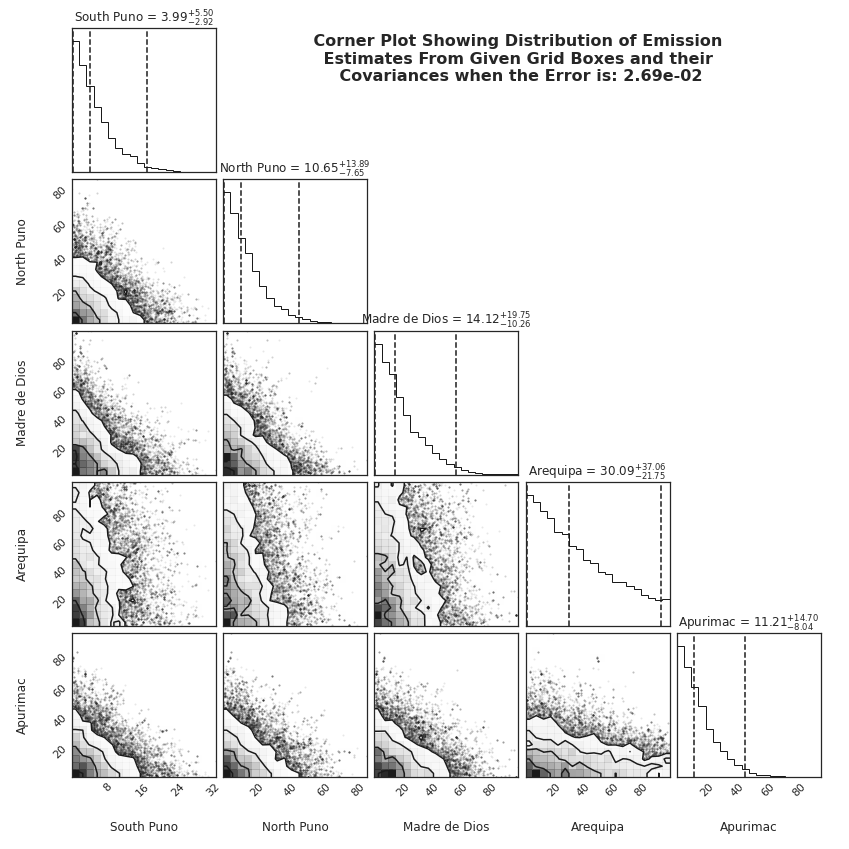 South Puno = 3.99+5.50−2.92
Corner Plot Showing Distribution of Emission
Estimates From Given Grid Boxes and their
Covariances when the Error is: 2.69e-02
North Puno = 10.65+13.89−7.65
80
60
40
20
North Puno
Madre de Dios = 14.12+19.75−10.26
80
60
40
20
Madre de Dios
Arequipa = 30.09+37.06−21.75
80
60
40
20
Arequipa
Apurimac = 11.21+14.70−8.04
80
60
40
20
Apurimac
8 16 24 32 20 40 60 80 20 40 60 80 20 40 60 80 20 40 60 80
South Puno North Puno Madre de Dios Arequipa Apurimac